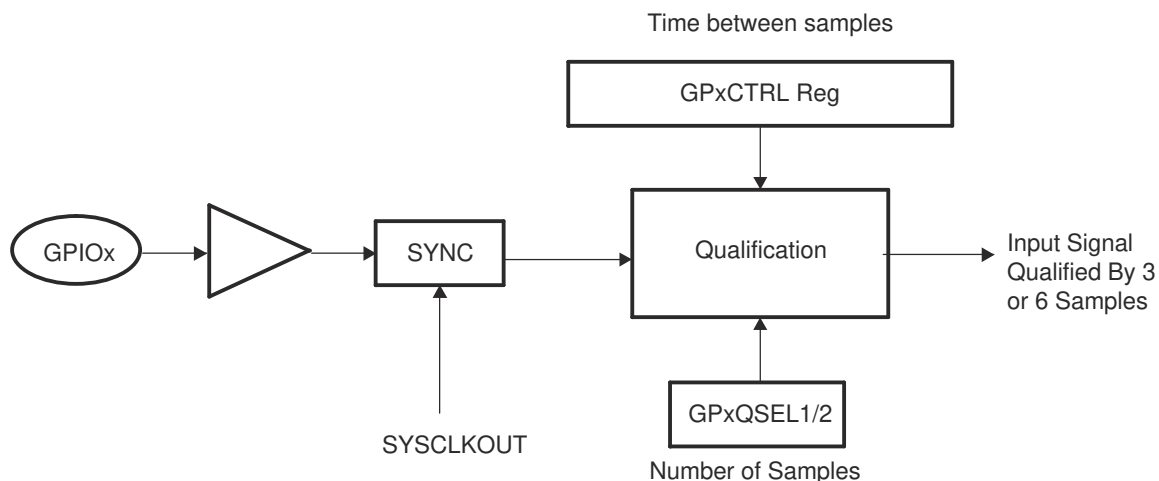 Time between samples
GPxCTRL Reg
GPIOx
SYNC
Qualification
Input Signal
Qualified By 3
or 6 Samples
GPxQSEL1/2
SYSCLKOUT
Number of Samples